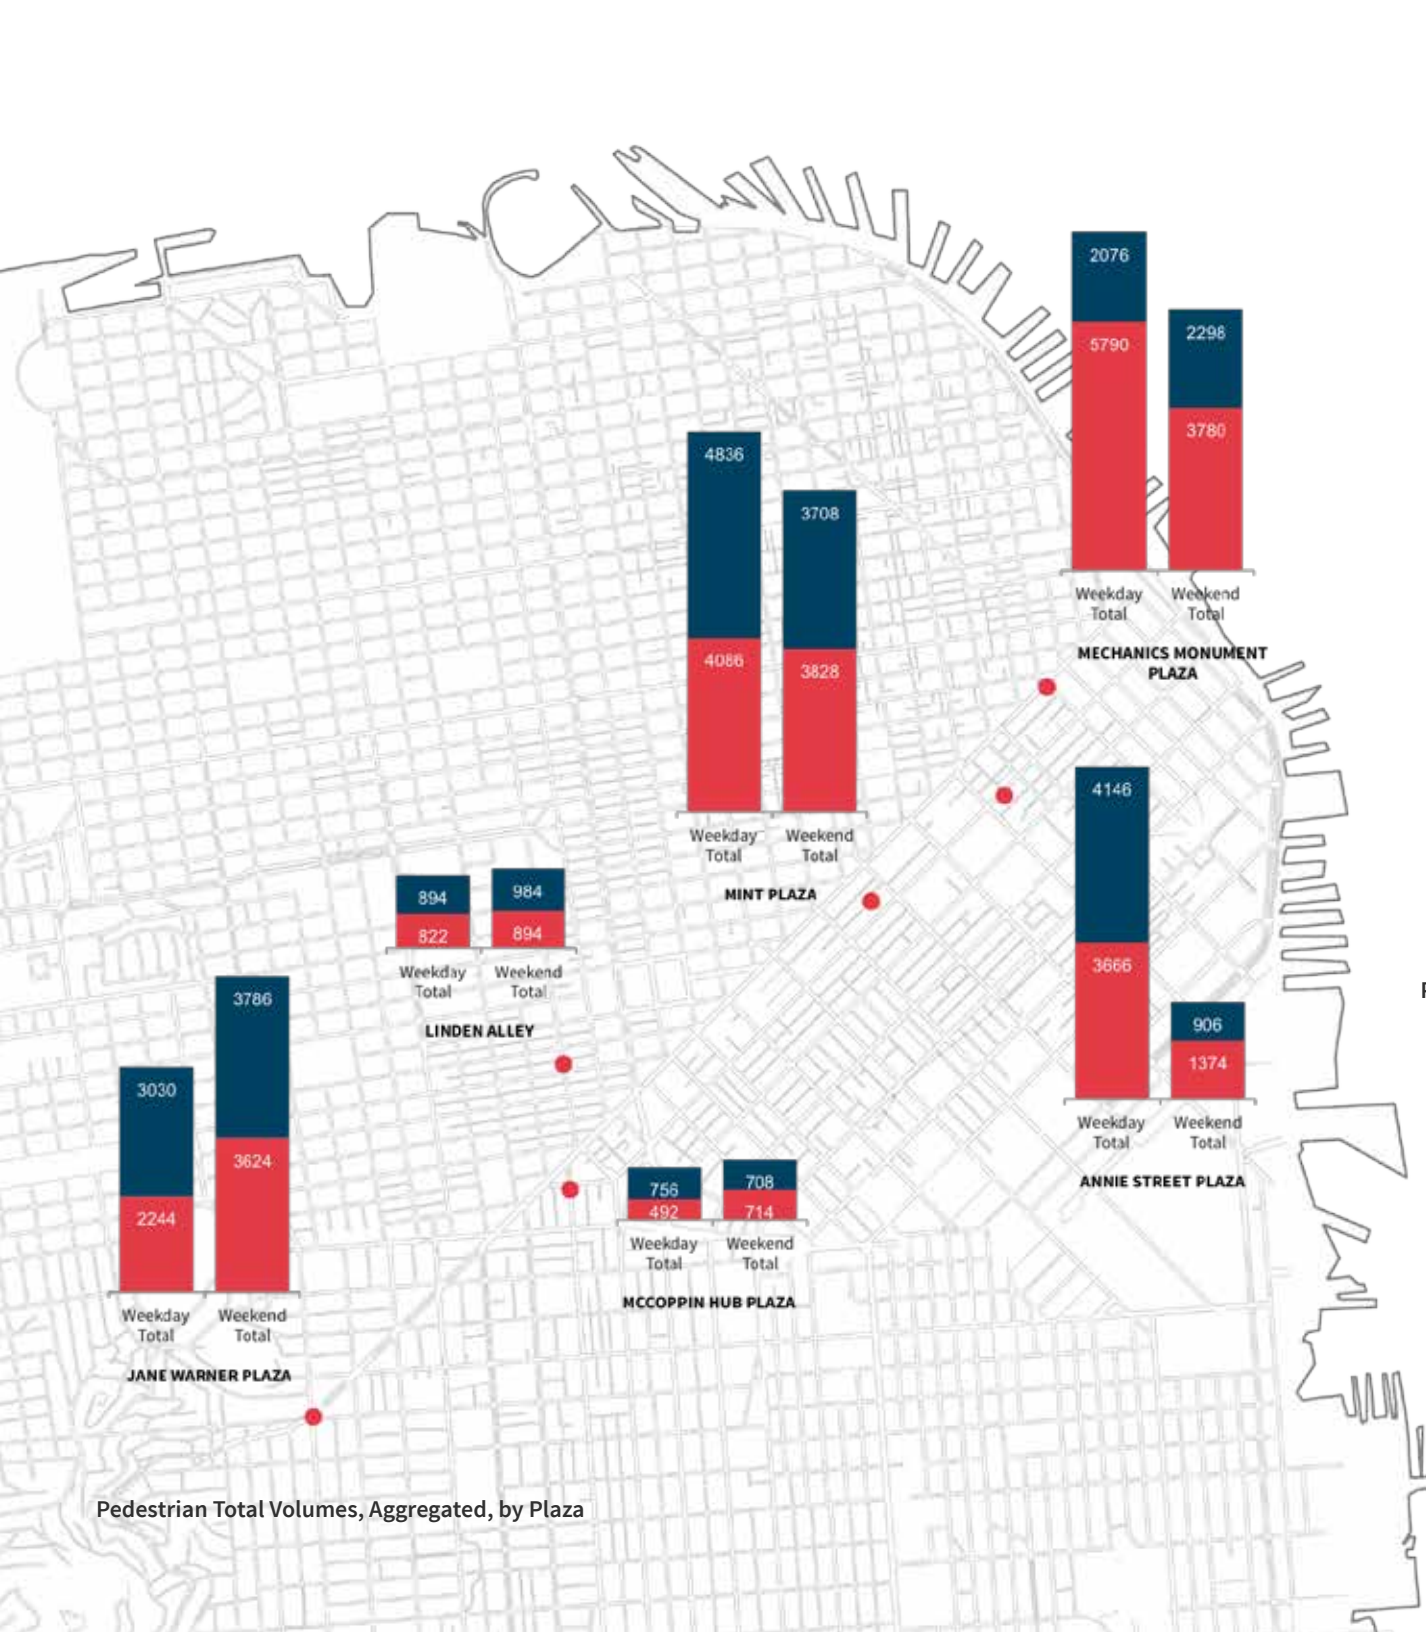 2076
5790
2298
3780
Weekday
Total
Weekend
Total
MECHANICS MONUMENT
PLAZA
4836
4086
3708
3828
Weekday
Total
Weekend
Total
MINT PLAZA
4146
3666
906
1374
Weekday
Total
Weekend
Total
ANNIE STREET PLAZA
894
822
984
894
Weekday
Total
Weekend
Total
LINDEN ALLEY
3030
2244
3786
3624
Weekday
Total
Weekend
Total
JANE WARNER PLAZA
756
492
708
714
Weekday
Total
Weekend
Total
MCCOPPIN HUB PLAZA
Pedestrian Total Volumes, Aggregated, by Plaza